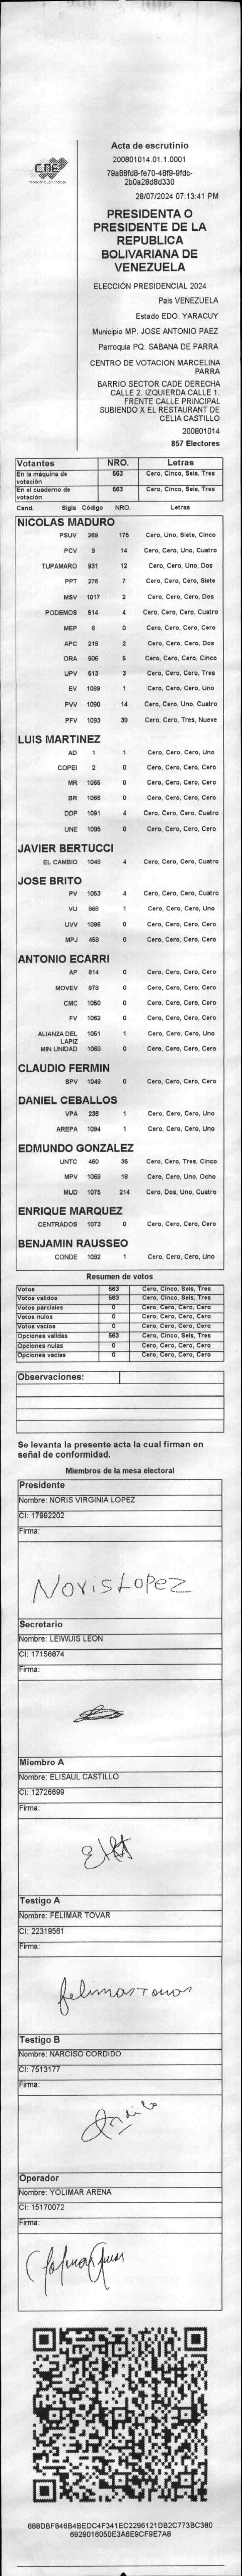 CNE
Acta de escrutinio
200801014.01.1.0001
79a88fd8-fe70-48f9-9fdc-
2b0a28d8d330
28/07/2024 07:13:41 PM
PRESIDENTA O
PRESIDENTE DE LA
REPUBLICA
BOLIVARIANA DE
VENEZUELA
ELECCIÓN PRESIDENCIAL 2024
Pais VENEZUELA
Estado EDO. YARACUY
Municipio MP. JOSE ANTONIO PAEZ
Parroquia PQ. SABANA DE PARRA
CENTRO DE VOTACION MARCELINA
PARRA
BARRIO SECTOR CADE DERECHA
CALLE 2. IZQUIERDA CALLE 1.
FRENTE CALLE PRINCIPAL
SUBIENDO X EL RESTAURANT DE
CELIA CASTILLO
200801014
857 Electores
Votantes NRO. Letras
En la máquina de votación 563 Cero, Cinco, Seis, Tres
En el cuaderno de votación 563 Cero, Cinco, Seis, Tres
Cand. Sigla Código NRO. Letras
NICOLAS MADURO
PSUV 269 175 Cero, Uno, Siete, Cinco
PCV 9 14 Cero, Cero, Uno, Cuatro
TUPAMARO 931 12 Cero, Cero, Uno, Dos
PPT 276 7 Cero, Cero, Cero, Siete
MSV 1017 2 Cero, Cero, Cero, Dos
PODEMOS 514 4 Cero, Cero, Cero, Cuatro
MEP 6 0 Cero, Cero, Cero, Cero
APC 219 2 Cero, Cero, Cero, Dos
ORA 906 5 Cero, Cero, Cero, Cinco
UPV 513 3 Cero, Cero, Cero, Tres
EV 1089 1 Cero, Cero, Cero, Uno
PVV 1090 14 Cero, Cero, Uno, Cuatro
PFV 1093 39 Cero, Cero, Tres, Nueve
LUIS MARTINEZ
AD 1 1 Cero, Cero, Cero, Uno
COPEI 2 0 Cero, Cero, Cero, Cero
MR 1065 0 Cero, Cero, Cero, Cero
BR 1066 0 Cero, Cero, Cero, Cero
DDP 1091 4 Cero, Cero, Cero, Cuatro
UNE 1095 0 Cero, Cero, Cero, Cero
JAVIER BERTUCCI
EL CAMBIO 1046 4 Cero, Cero, Cero, Cuatro
JOSE BRITO
PV 1053 4 Cero, Cero, Cero, Cuatro
VU 868 1 Cero, Cero, Cero, Uno
UVV 1096 0 Cero, Cero, Cero, Cero
MPJ 458 0 Cero, Cero, Cero, Cero
ANTONIO ECARRI
AP 914 0 Cero, Cero, Cero, Cero
MOVEV 878 0 Cero, Cero, Cero, Cero
CMC 1050 0 Cero, Cero, Cero, Cero
FV 1062 0 Cero, Cero, Cero, Cero
ALIANZA DEL LAPIZ 1051 1 Cero, Cero, Cero, Uno
MIN UNIDAD 1068 0 Cero, Cero, Cero, Cero
CLAUDIO FERMIN
SPV 1049 0 Cero, Cero, Cero, Cero
DANIEL CEBALLOS
VPA 236 1 Cero, Cero, Cero, Uno
AREPA 1094 1 Cero, Cero, Cero, Uno
EDMUNDO GONZALEZ
UNTC 460 35 Cero, Cero, Tres, Cinco
MPV 1069 18 Cero, Cero, Uno, Ocho
MUD 1075 214 Cero, Dos, Uno, Cuatro
ENRIQUE MARQUEZ
CENTRADOS 1073 0 Cero, Cero, Cero, Cero
BENJAMIN RAUSSEO
CONDE 1092 1 Cero, Cero, Cero, Uno
Resumen de votos
Votos 563 Cero, Cinco, Seis, Tres
Votos validos 563 Cero, Cinco, Seis, Tres
Votos parciales 0 Cero, Cero, Cero, Cero
Votos nulos 0 Cero, Cero, Cero, Cero
Votos vacios 0 Cero, Cero, Cero, Cero
Opciones validas 563 Cero, Cinco, Seis, Tres
Opciones nulas 0 Cero, Cero, Cero, Cero
Opciones vacias 0 Cero, Cero, Cero, Cero
Observaciones:
Se levanta la presente acta la cual firman en
señal de conformidad.
Miembros de la mesa electoral
Presidente
Nombre: NORIS VIRGINIA LOPEZ
CI: 17992202
Firma:
Noris Lopez
Secretario
Nombre: LEIWUIS LEON
CI: 17156874
Firma:
Miembro A
Nombre: ELISAUL CASTILLO
CI: 12726699
Firma:
Testigo A
Nombre: FELIMAR TOVAR
CI: 22319561
Firma:
felimar Tovar
Testigo B
Nombre: NARCISO CORDIDO
CI: 7513177
Firma:
Operador
Nombre: YOLIMAR ARENA
CI: 15170072
Firma:
888DBF846B4BEDC4F341EC2296121DB2C773BC380
6929016050E3A6E9CF9E7A8